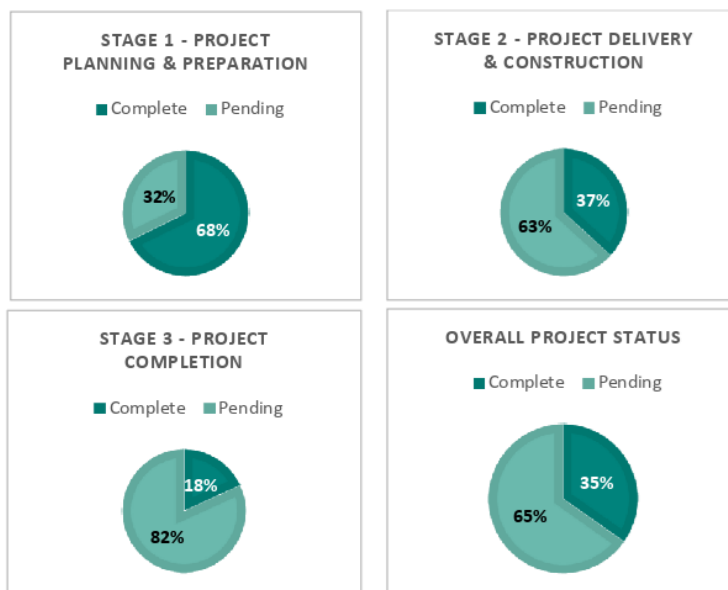 STAGE 1 - PROJECT
PLANNING & PREPARATION
Complete Pending
32%
68%
STAGE 2 - PROJECT DELIVERY
& CONSTRUCTION
Complete Pending
37%
63%
STAGE 3 - PROJECT
COMPLETION
Complete Pending
18%
82%
OVERALL PROJECT STATUS
Complete Pending
35%
65%